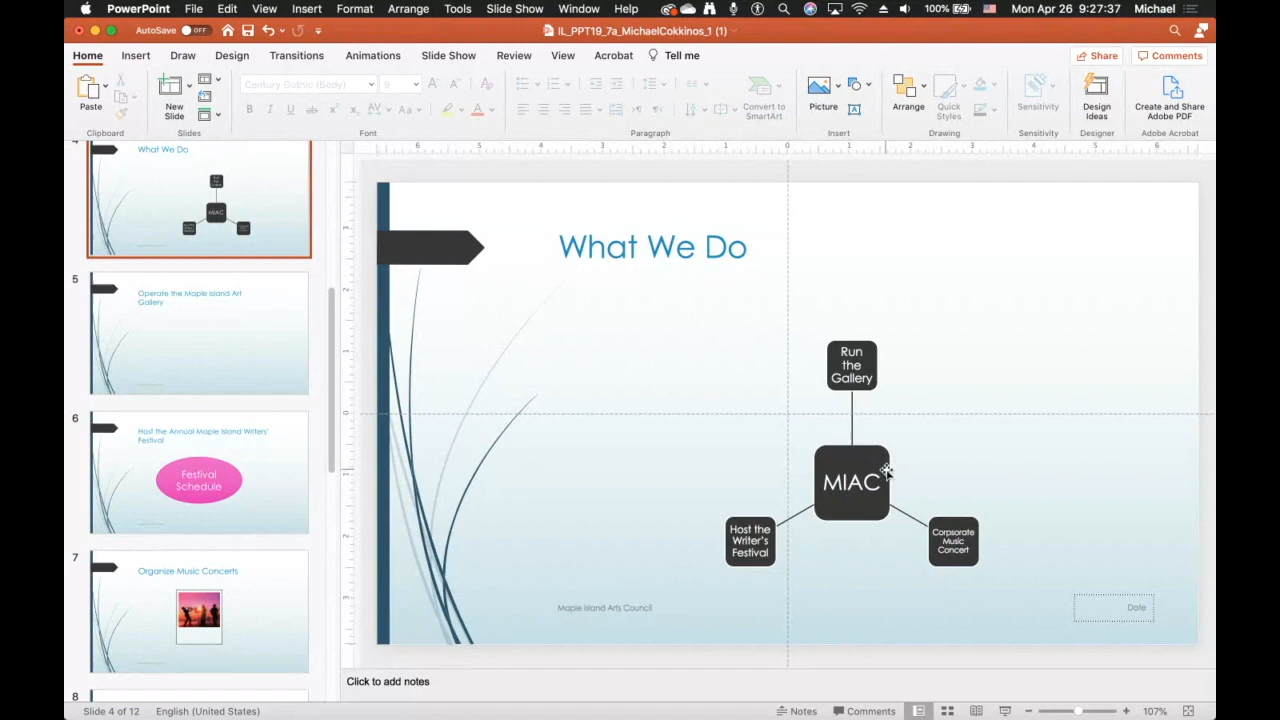 PowerPoint File Edit View Insert Format Arrange Tools Slide Show Window Help 100% Mon Apr 26 9:27:37 Michael
AutoSave OFF IL_PPT19_7a_MichaelCokkinos_1 (1)
Home Insert Draw Design Transitions Animations Slide Show Review View Acrobat Tell me Share Comments
Century Gothic (Body) 9
Paste New Slide Convert to SmartArt Picture Arrange Quick Styles Sensitivity Design Ideas Create and Share Adobe PDF
Clipboard Slides Font Paragraph Insert Drawing Sensitivity Designer Adobe Acrobat
4
What We Do
MIAC
5
Operate the Maple Island Art
Gallery
6
Host the Annual Maple Island Writers'
Festival
Festival
Schedule
7
Organize Music Concerts
8
What We Do
Run
the
Gallery
MIAC
Host the
Writer's
Festival
Corpsorate
Music
Concert
Maple Island Arts Council
Date
Click to add notes
Slide 4 of 12 English (United States) Notes Comments 107%